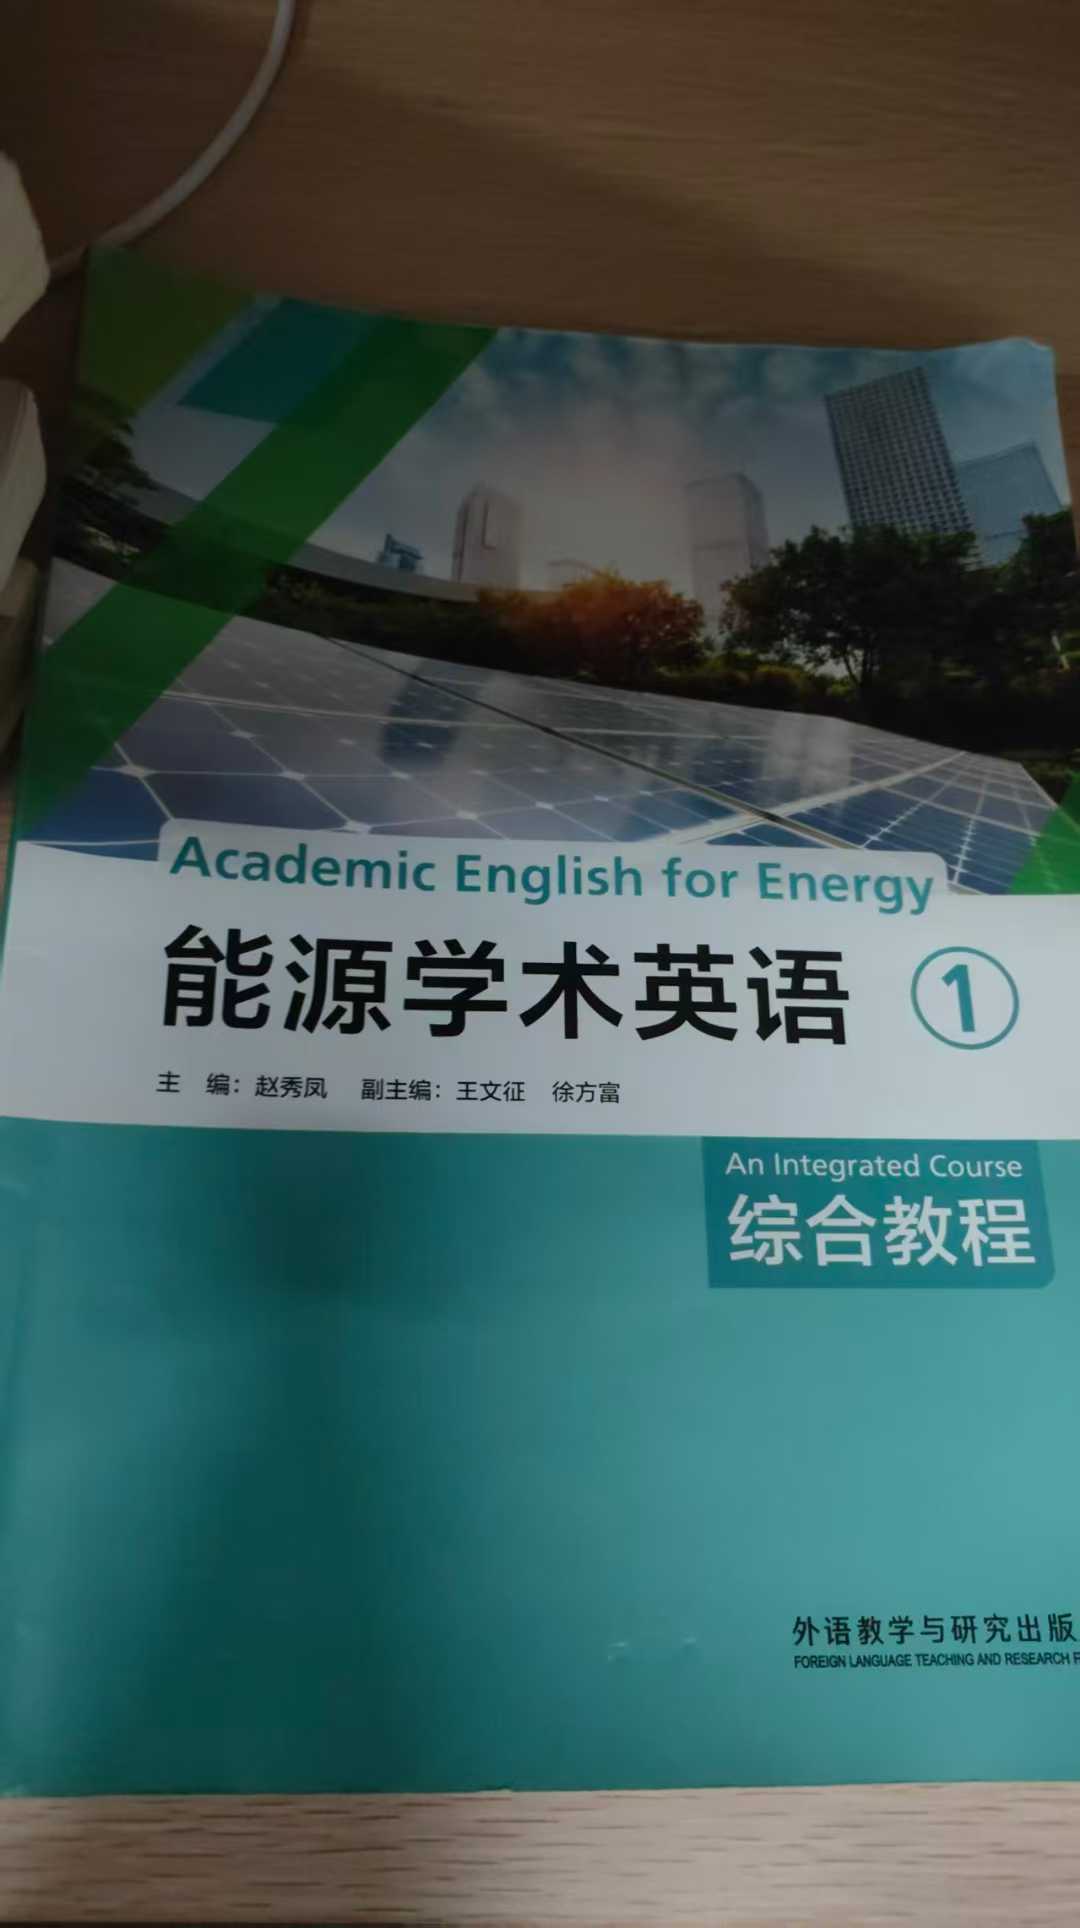 Academic English for Energy
能源学术英语 1
主 编：赵秀凤 副主编：王文征 徐方富
An Integrated Course
综合教程
外语教学与研究出版
FOREIGN LANGUAGE TEACHING AND RESEARCH